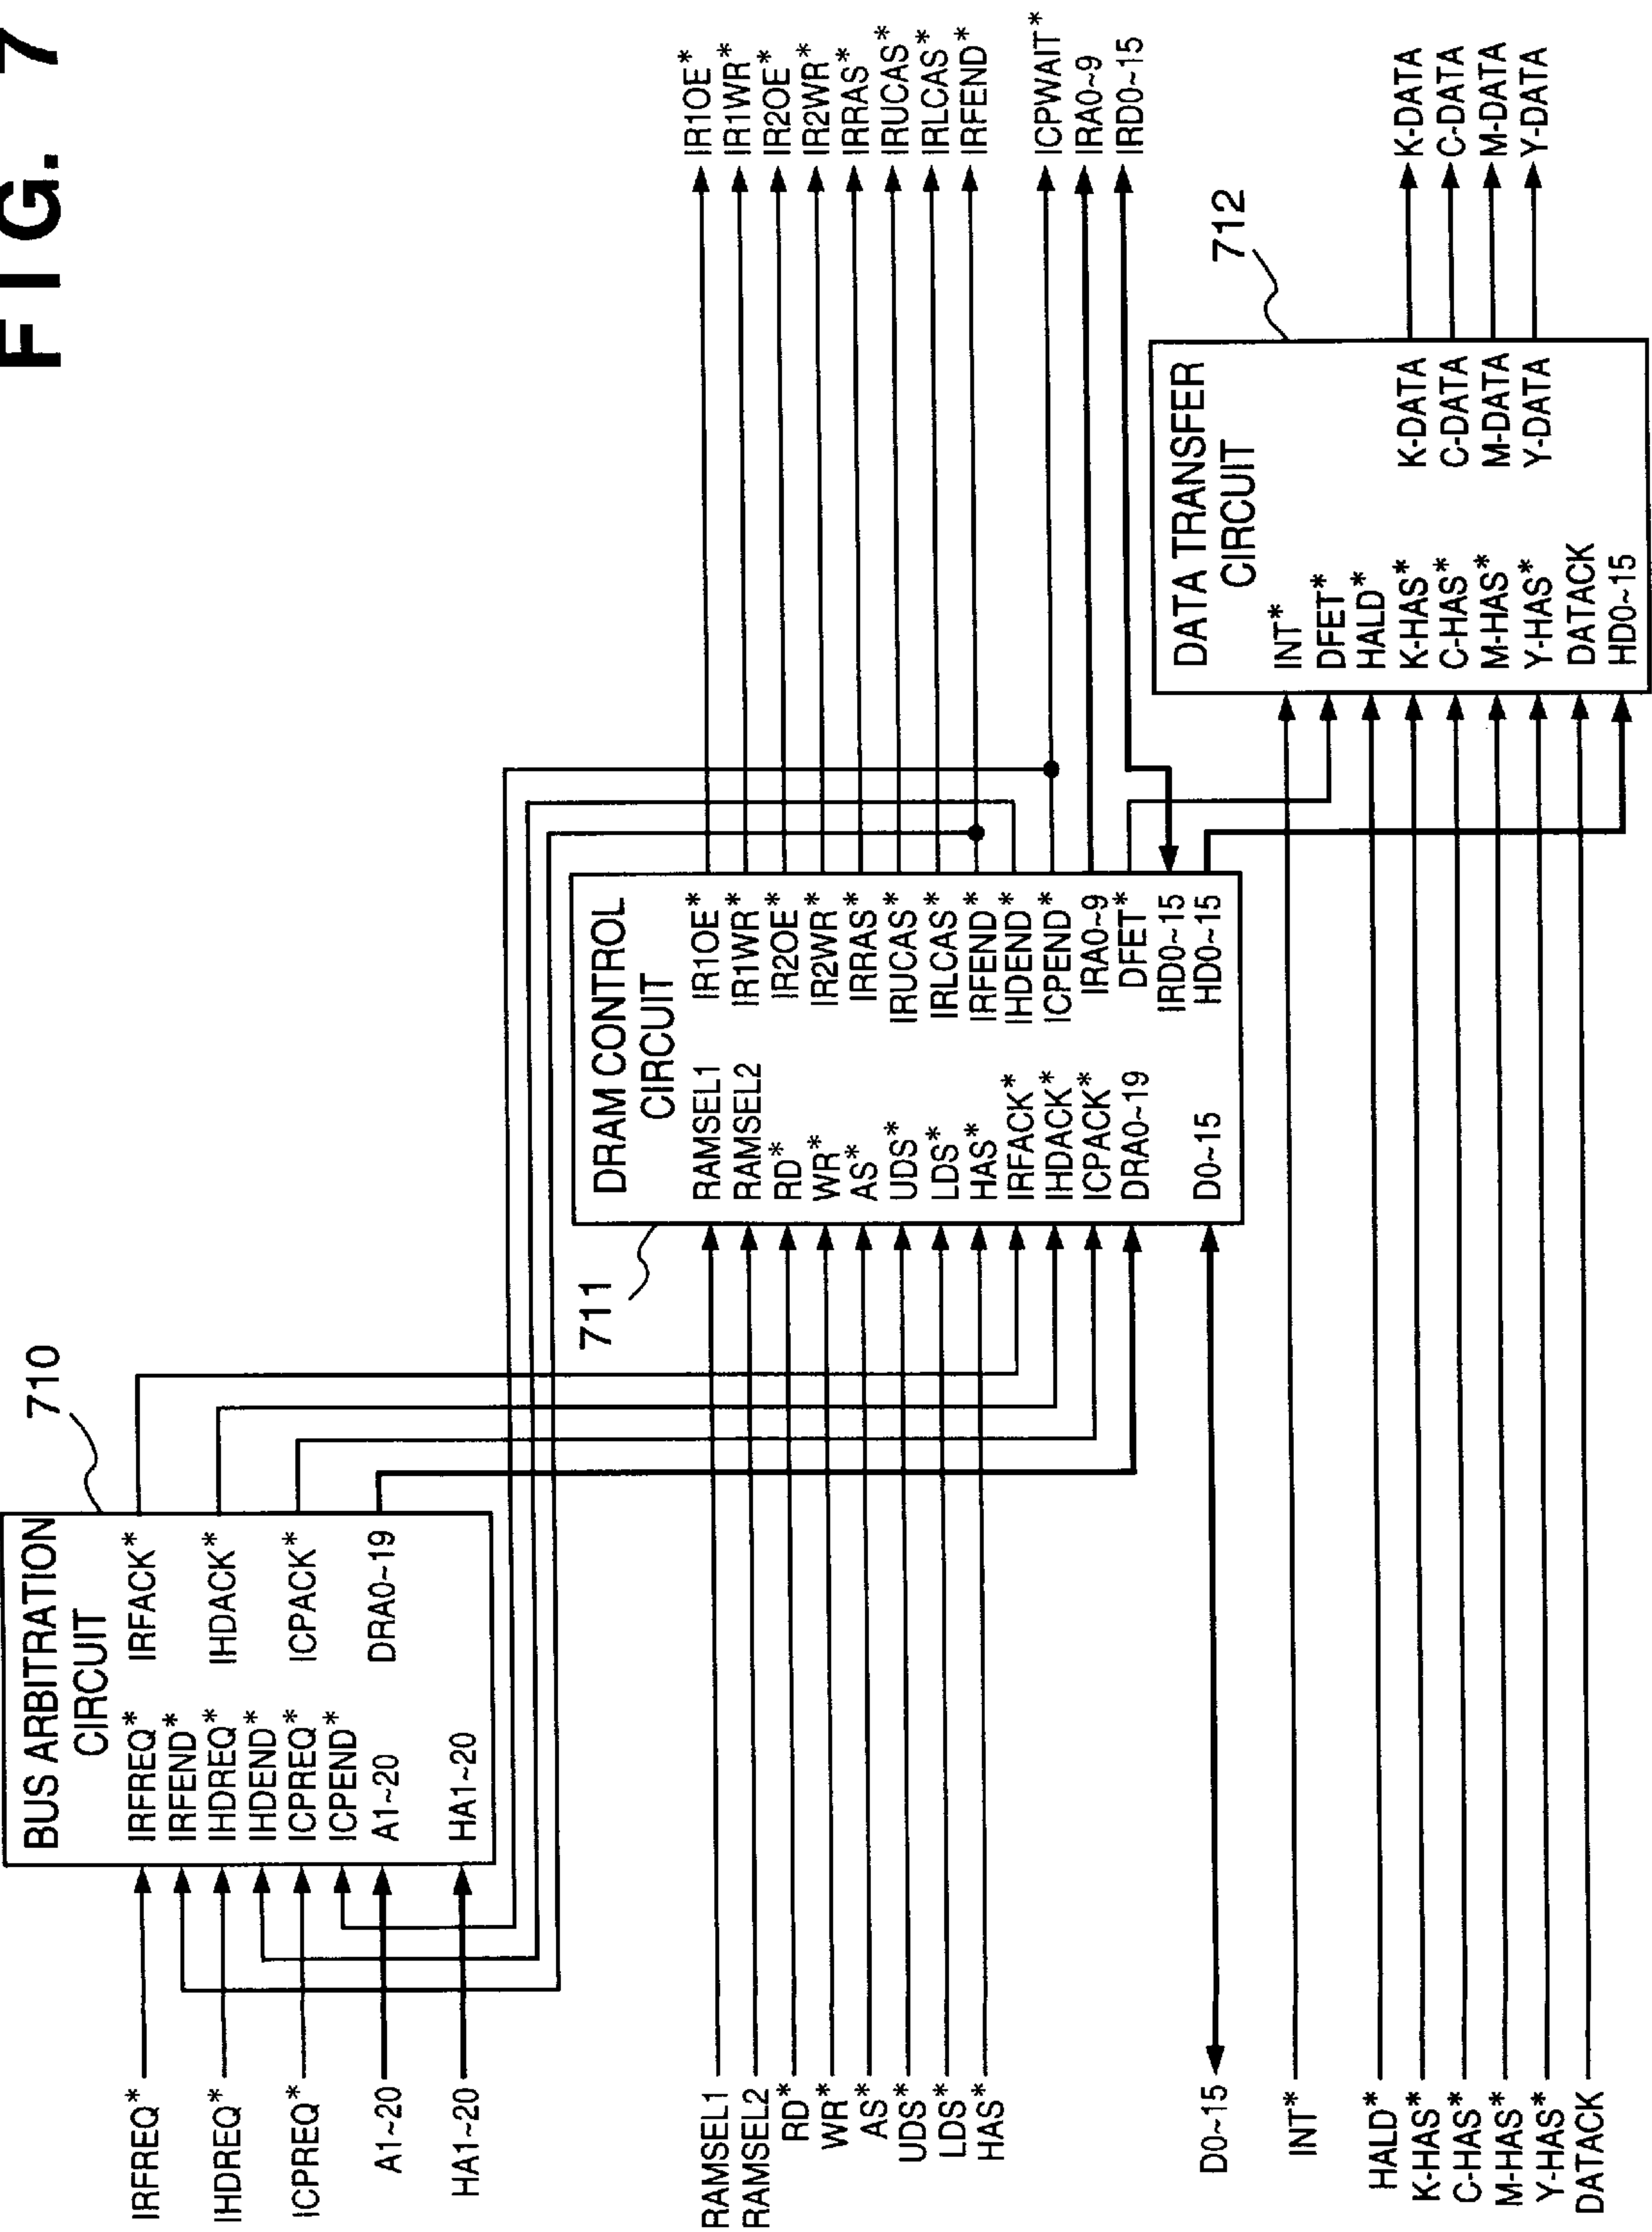 FIG. 7
710
BUS ARBITRATION
CIRCUIT
IRFREQ*
IRFEND*
IHDREQ*
IHDEND*
ICPREQ*
ICPEND*
A1~20
HA1~20
IRFACK*
IHDACK*
ICPACK*
DRA0~19
IRFREQ*
IHDREQ*
ICPREQ*
A1~20
HA1~20
711
DRAM CONTROL
CIRCUIT
RAMSEL1
RAMSEL2
RD*
WR*
AS*
UDS*
LDS*
HAS*
IRFACK*
IHDACK*
ICPACK*
DRA0~19
D0~15
IR1OE*
IR1WR*
IR2OE*
IR2WR*
IRRAS*
IRUCAS*
IRLCAS*
IRFEND*
IHDEND*
ICPEND*
IRA0~9
DFET*
IRD0~15
HD0~15
RAMSEL1
RAMSEL2
RD*
WR*
AS*
UDS*
LDS*
HAS*
D0~15
IR1OE*
IR1WR*
IR2OE*
IR2WR*
IRRAS*
IRUCAS*
IRLCAS*
IRFEND*
ICPWAIT*
IRA0~9
IRD0~15
712
DATA TRANSFER
CIRCUIT
INT*
DFET*
HALD*
K-HAS*
C-HAS*
M-HAS*
Y-HAS*
DATACK
HD0~15
K-DATA
C-DATA
M-DATA
Y-DATA
K-DATA
C-DATA
M-DATA
Y-DATA
INT*
HALD*
K-HAS*
C-HAS*
M-HAS*
Y-HAS*
DATACK